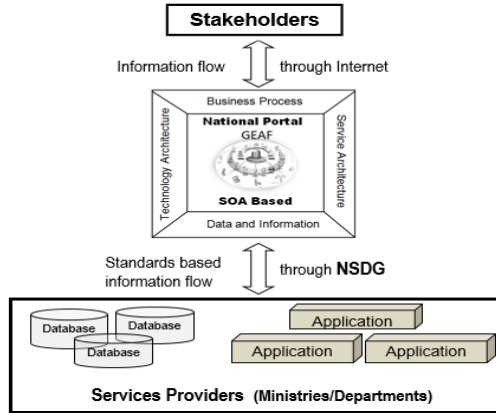 Stakeholders
Information flow through Internet
Business Process
Technology Architecture
National Portal
GEAF
SOA Based
Service Architecture
Data and Information
Standards based
information flow
through NSDG
Database
Database
Database
Application
Application
Application
Services Providers (Ministries/Departments)